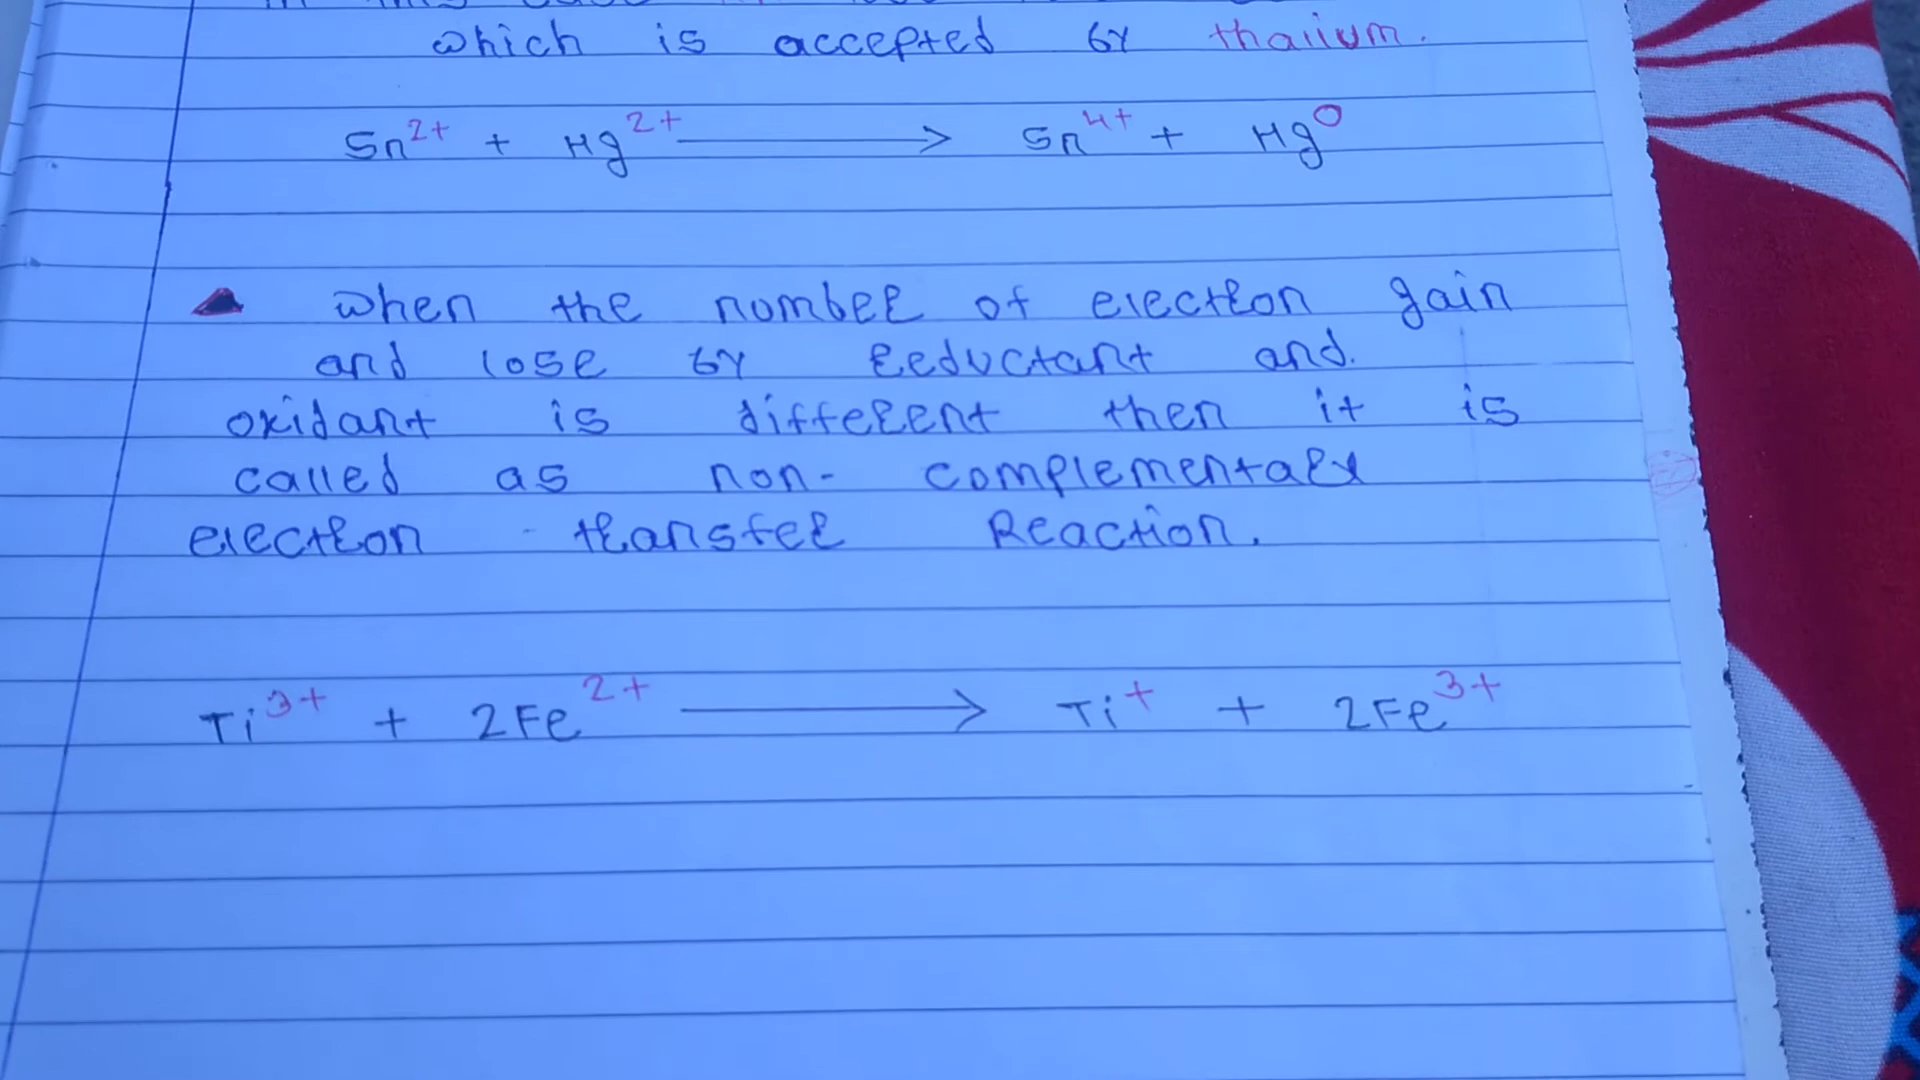 which is accepted by thallium.
Sn²⁺ + Hg²⁺ ⟶ Sn⁴⁺ + Hg⁰
when the number of electron gain
and lose by reductant and.
oxidant is different then it is
called as non- complementary
electron - transfer Reaction.
Ti³⁺ + 2Fe²⁺ ⟶ Ti⁺ + 2Fe³⁺